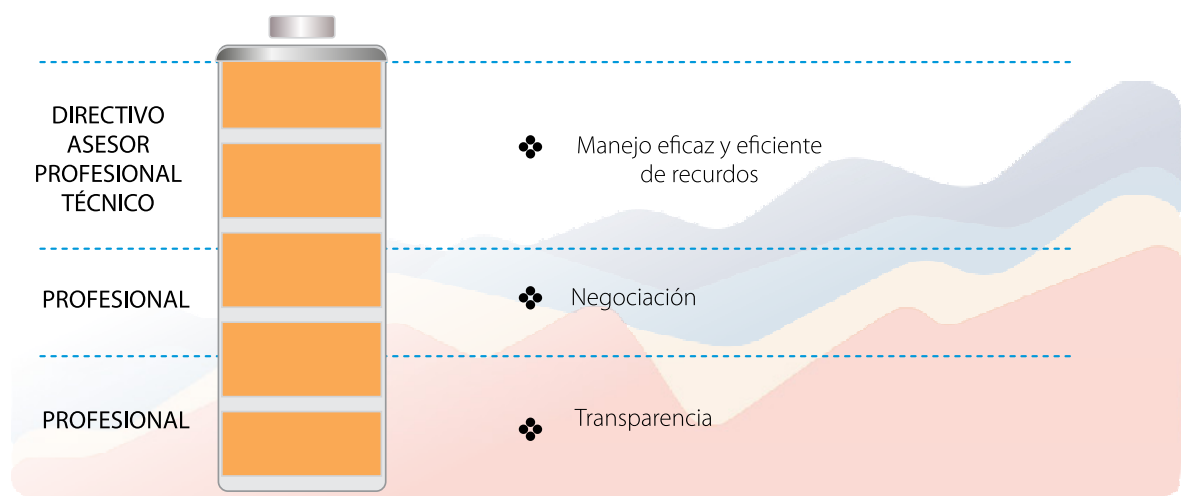 DIRECTIVO
ASESOR
PROFESIONAL
TÉCNICO
Manejo eficaz y eficiente
de recurdos
PROFESIONAL
Negociación
PROFESIONAL
Transparencia